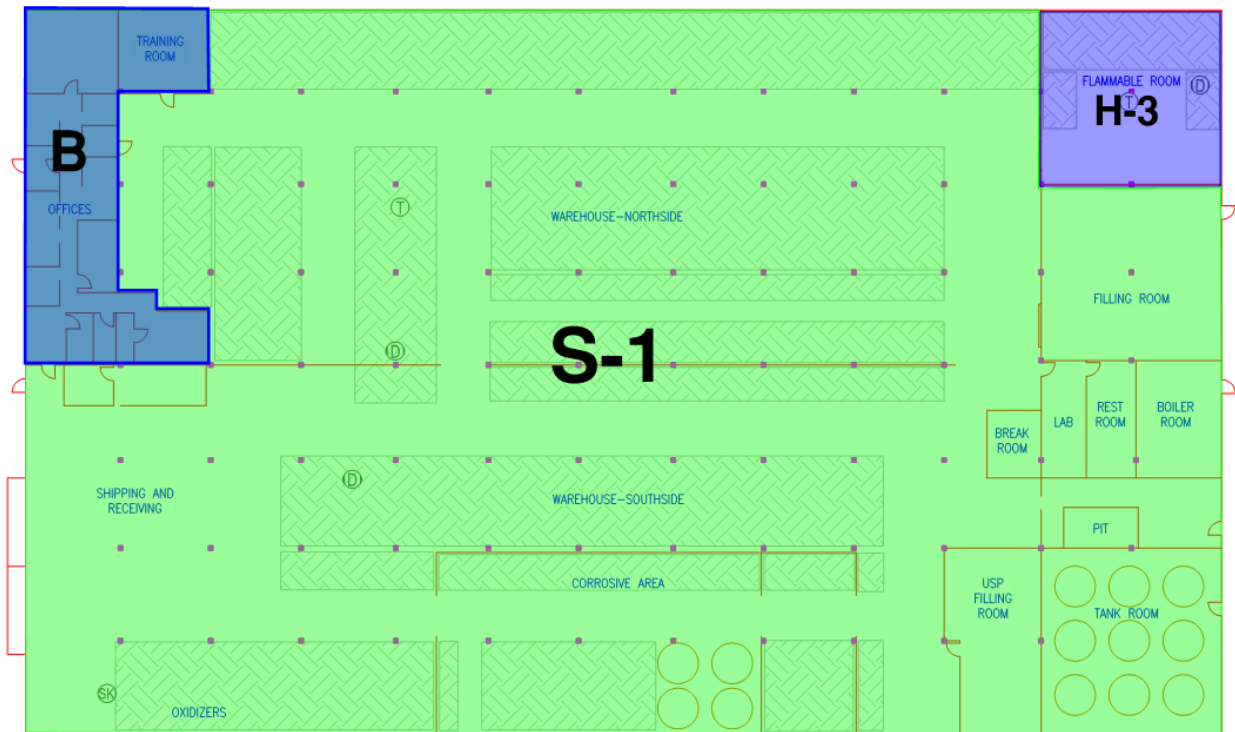 TRAINING
ROOM
FLAMMABLE ROOM
D
T
H-3
B
OFFICES
T
WAREHOUSE-NORTHSIDE
FILLING ROOM
S-1
D
BREAK
ROOM
LAB
REST
ROOM
BOILER
ROOM
D
SHIPPING AND
RECEIVING
WAREHOUSE-SOUTHSIDE
PIT
CORROSIVE AREA
USP
FILLING
ROOM
TANK ROOM
SK
OXIDIZERS